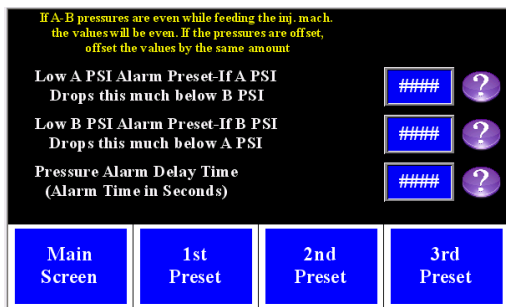 If A-B pressures are even while feeding the inj. mach.
the values will be even. If the pressures are offset,
offset the values by the same amount
Low A PSI Alarm Preset-If A PSI
Drops this much below B PSI
####
?
Low B PSI Alarm Preset-If B PSI
Drops this much below A PSI
####
?
Pressure Alarm Delay Time
(Alarm Time in Seconds)
####
?
Main
Screen
1st
Preset
2nd
Preset
3rd
Preset